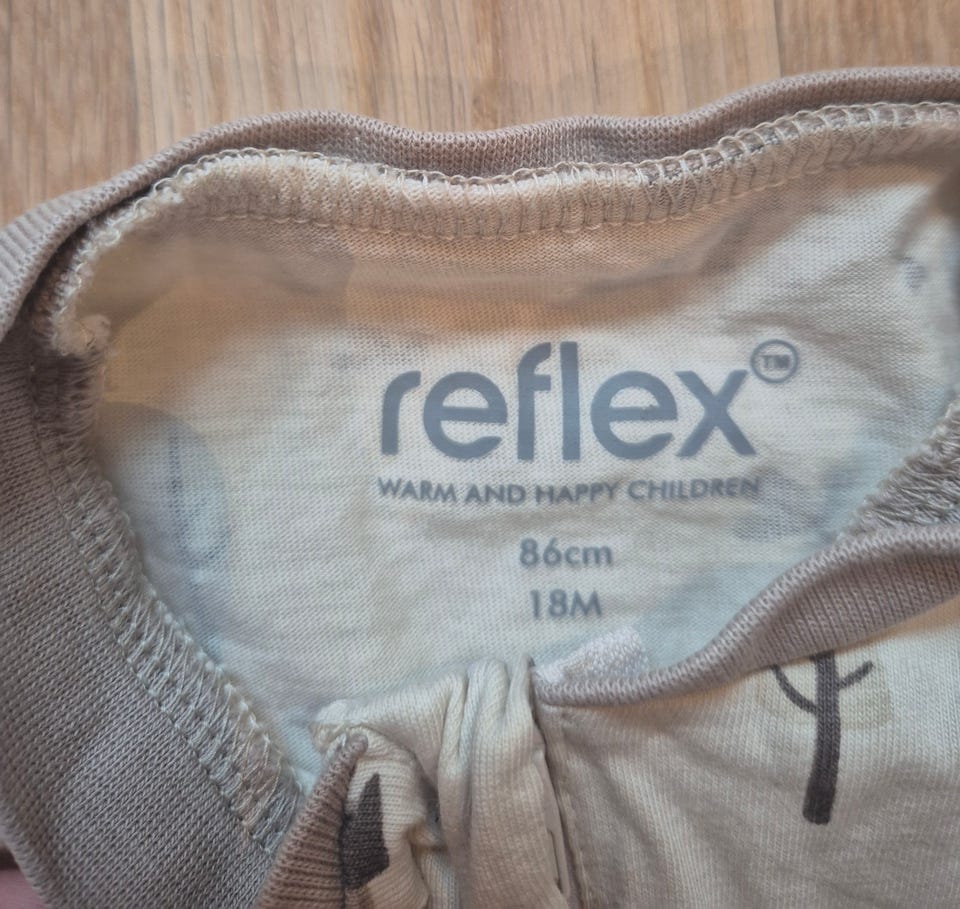 reflex™
WARM AND HAPPY CHILDREN
86cm
18M